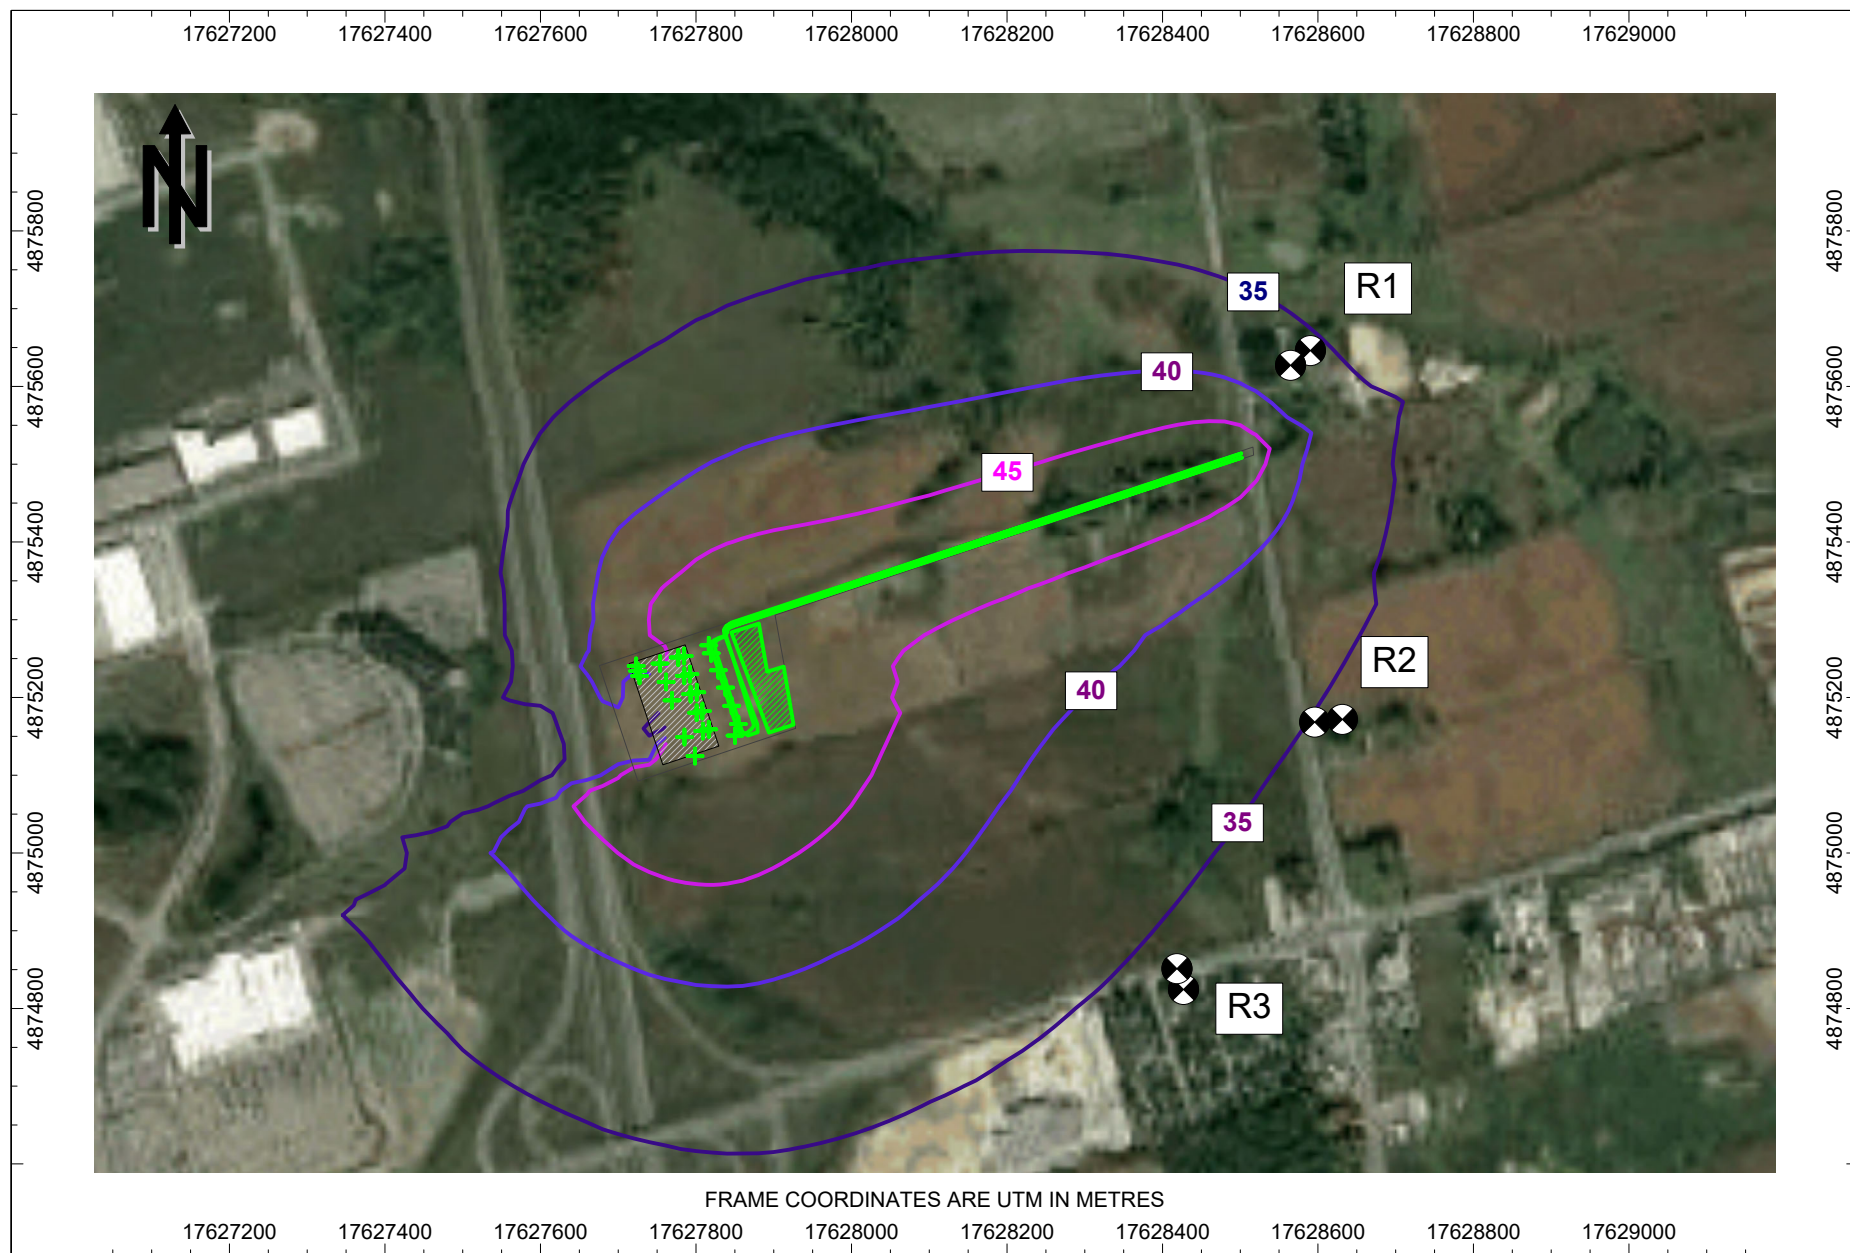 17627200 17627400 17627600 17627800 17628000 17628200 17628400 17628600 17628800 17629000
N
4875800 4875800
35 R1
40
4875600 4875600
45
4875400 4875400
R2
4875200 40 4875200
35
4875000 4875000
4874800 R3 4874800
FRAME COORDINATES ARE UTM IN METRES
17627200 17627400 17627600 17627800 17628000 17628200 17628400 17628600 17628800 17629000